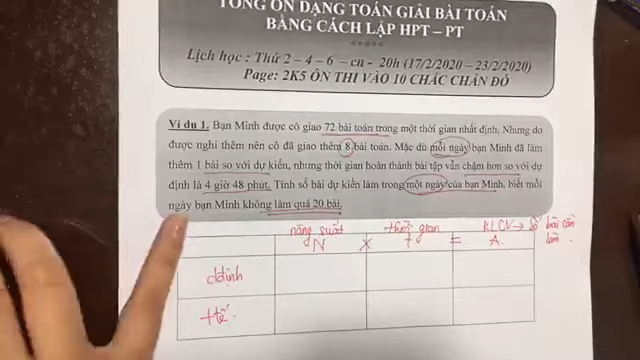 TỔNG ÔN DẠNG TOÁN GIẢI BÀI TOÁN
BẰNG CÁCH LẬP HPT – PT
*****
Lịch học : Thứ 2 – 4 – 6 – cn - 20h (17/2/2020 – 23/2/2020)
Page: 2K5 ÔN THI VÀO 10 CHẮC CHẮN ĐỖ
Ví dụ 1. Bạn Minh được cô giao 72 bài toán trong một thời gian nhất định. Nhưng do
được nghỉ thêm nên cô đã giao thêm 8 bài toán. Mặc dù mỗi ngày bạn Minh đã làm
thêm 1 bài so với dự kiến, nhưng thời gian hoàn thành bài tập vẫn chậm hơn so với dự
định là 4 giờ 48 phút. Tính số bài dự kiến làm trong một ngày của bạn Minh, biết mỗi
ngày bạn Minh không làm quá 20 bài.
năng suất thời gian KLCV → số bài cần
N × t = A. làm.
dđịnh
ttế